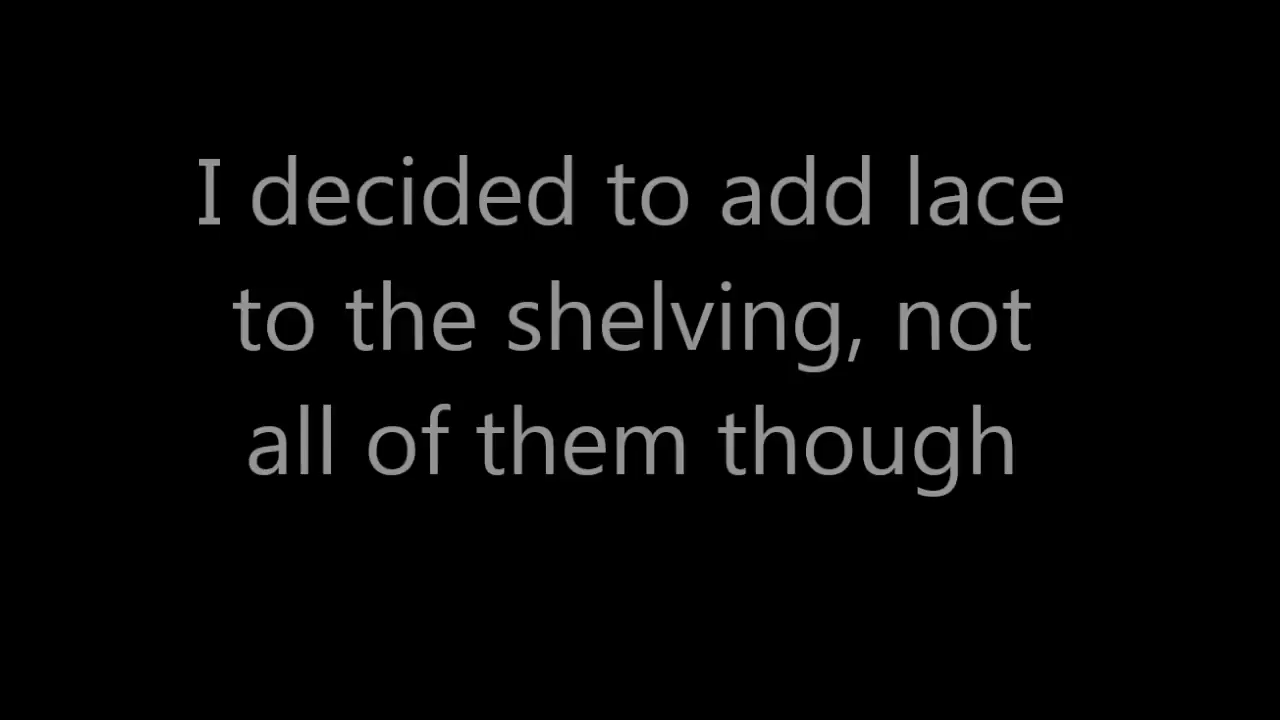 I decided to add lace
to the shelving, not
all of them though